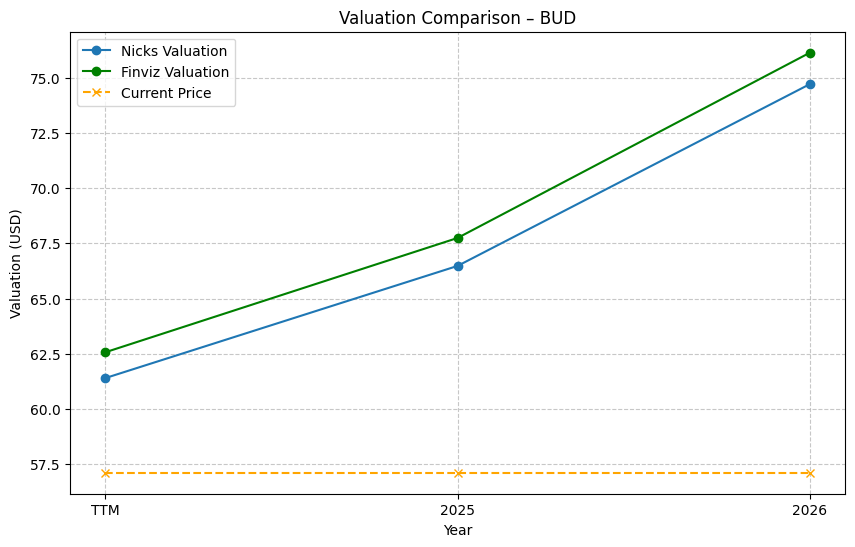 Valuation Comparison – BUD
Nicks Valuation
Finviz Valuation
Current Price
Valuation (USD)
75.0
72.5
70.0
67.5
65.0
62.5
60.0
57.5
TTM
2025
2026
Year